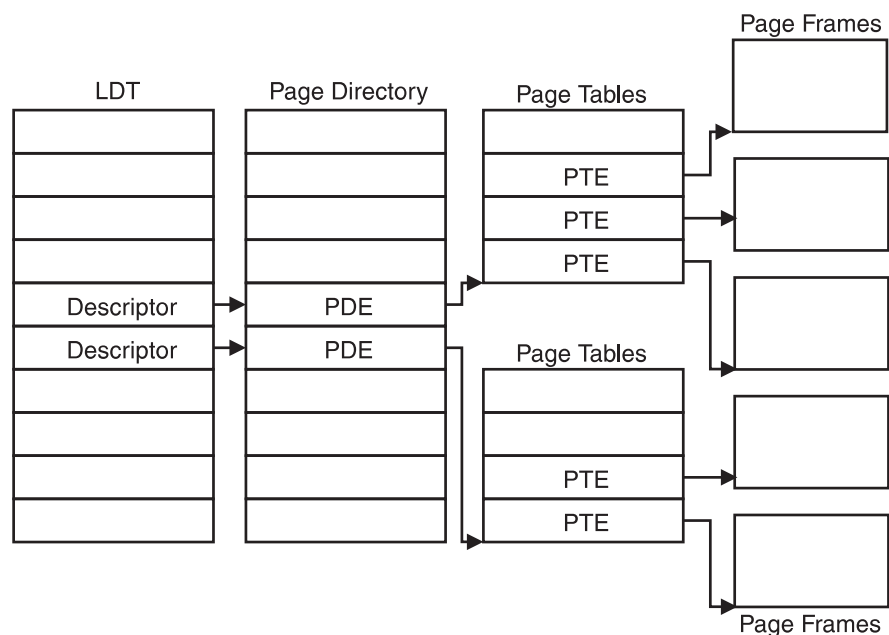 Page Frames
LDT
Page Directory
Page Tables
PTE
PTE
PTE
Descriptor
PDE
Descriptor
PDE
Page Tables
PTE
PTE
Page Frames